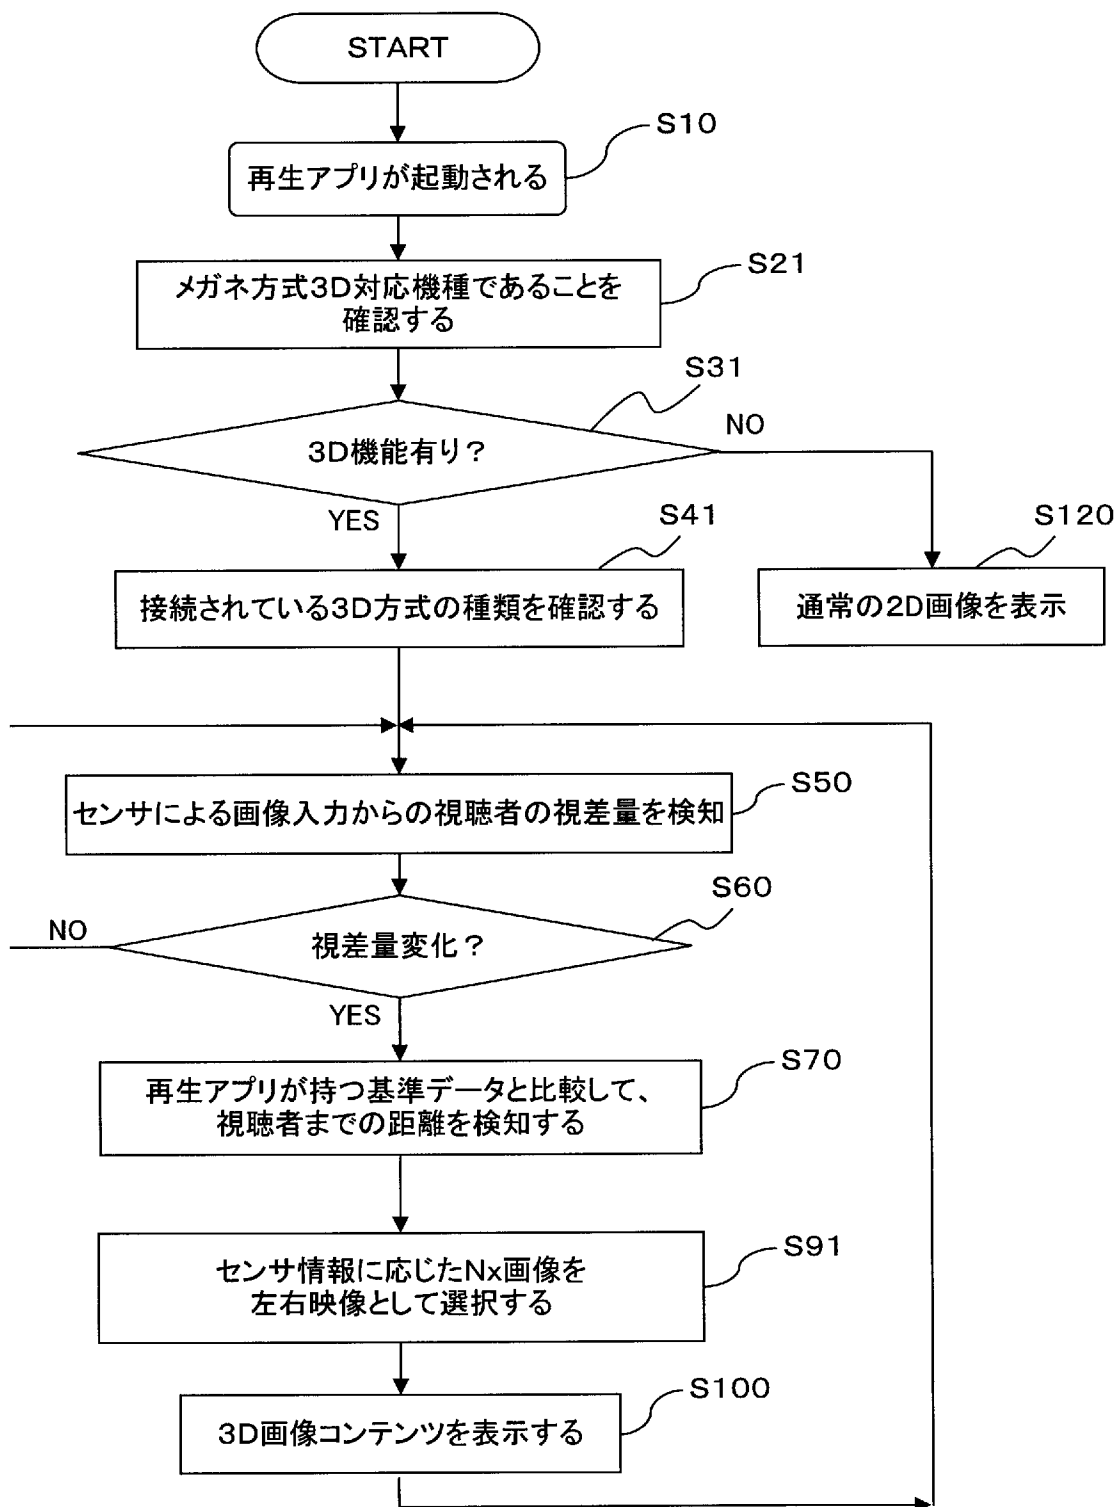 START
S10
再生アプリが起動される
S21
メガネ方式3D対応機種であることを
確認する
S31
3D機能有り?
NO
YES
S41
接続されている3D方式の種類を確認する
S120
通常の2D画像を表示
S50
センサによる画像入力からの視聴者の視差量を検知
S60
視差量変化?
NO
YES
S70
再生アプリが持つ基準データと比較して、
視聴者までの距離を検知する
S91
センサ情報に応じたNx画像を
左右映像として選択する
S100
3D画像コンテンツを表示する